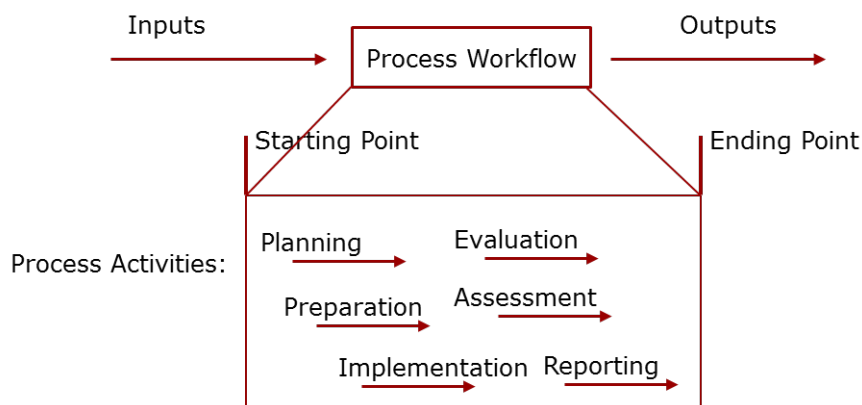 Inputs
Process Workflow
Outputs
Starting Point
Ending Point
Process Activities:
Planning
Evaluation
Preparation
Assessment
Implementation
Reporting